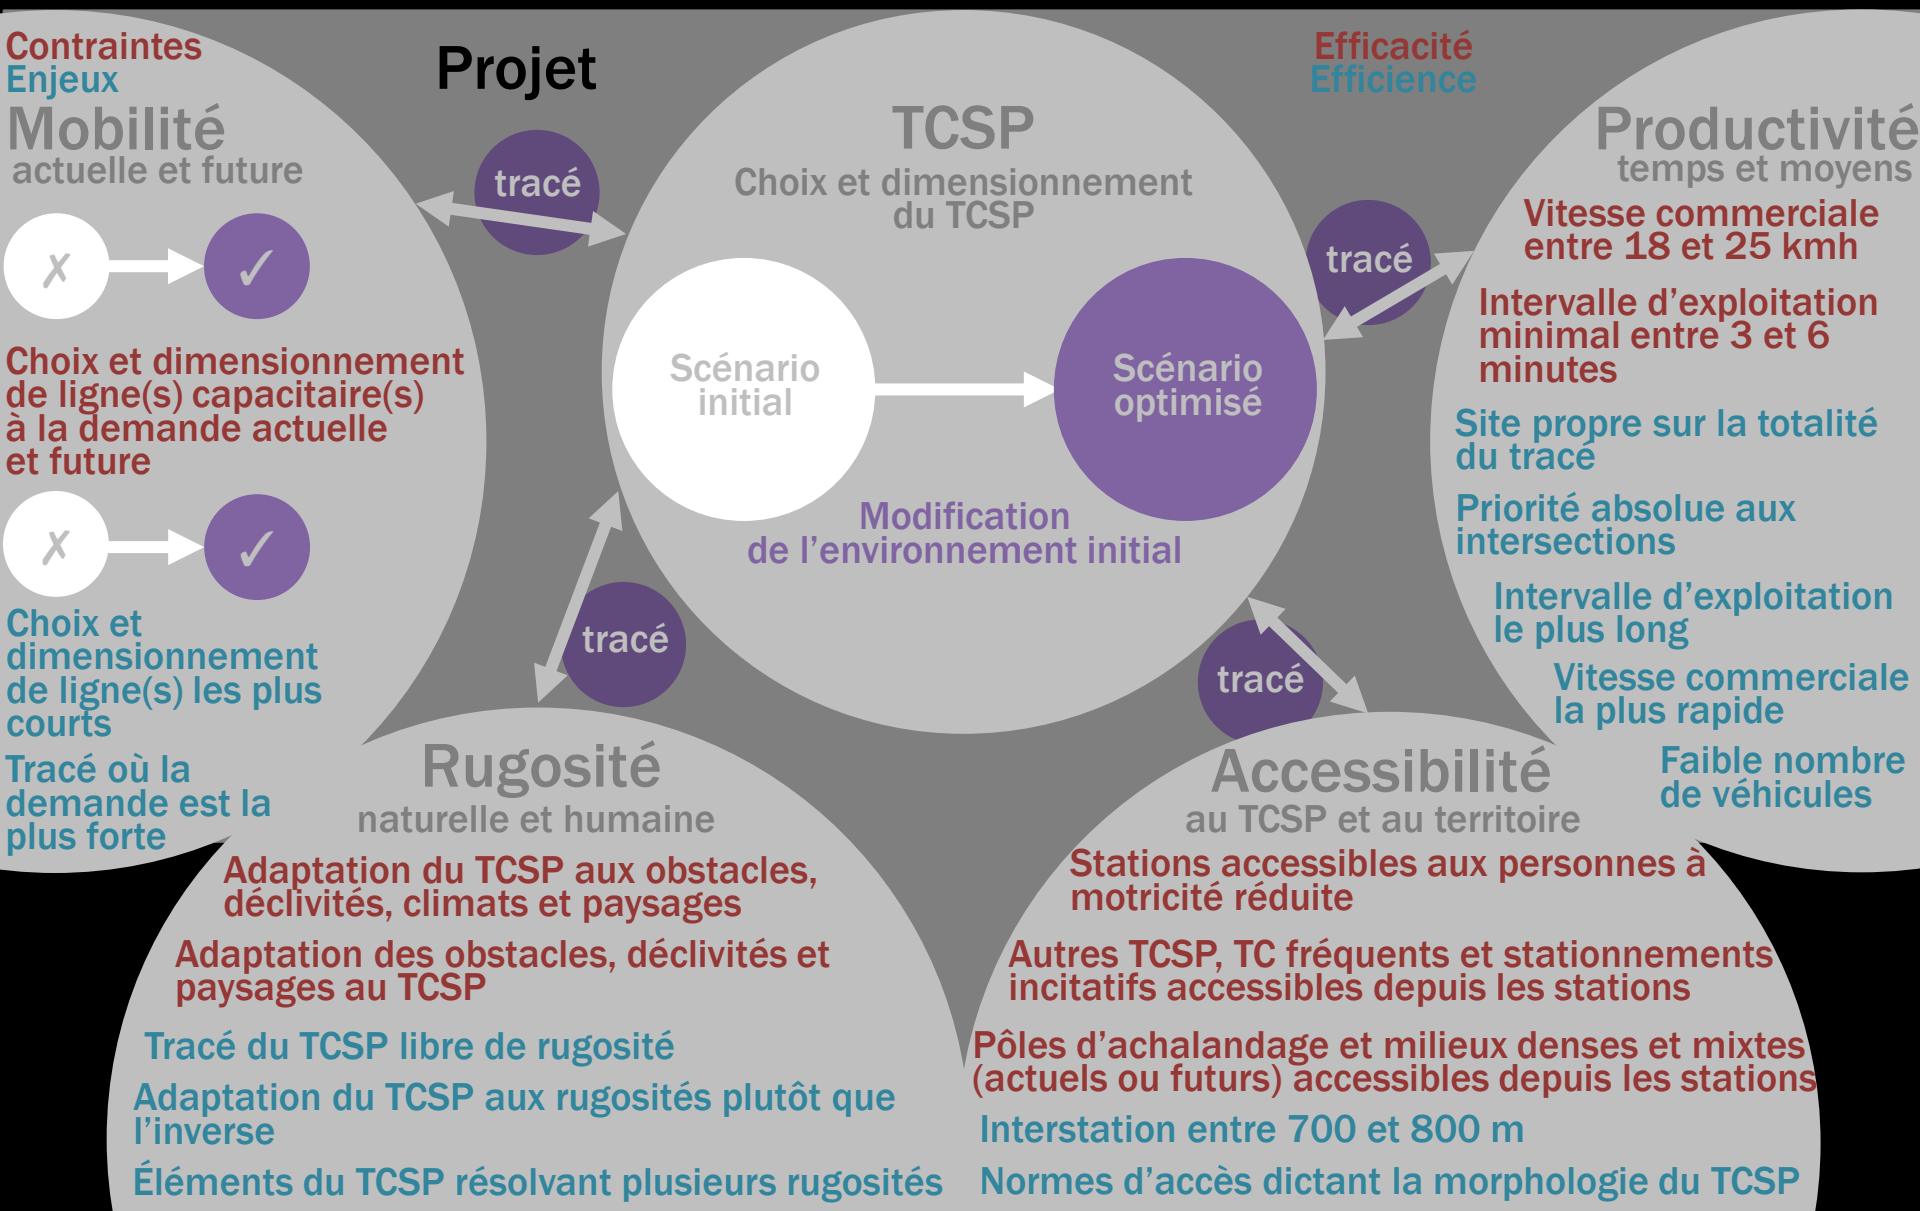 Contraintes
Enjeux
Mobilité
actuelle et future
✗
✓
Choix et dimensionnement
de ligne(s) capacitaire(s)
à la demande actuelle
et future
✗
✓
Choix et
dimensionnement
de ligne(s) les plus
courts
Tracé où la
demande est la
plus forte
Projet
tracé
TCSP
Choix et dimensionnement
du TCSP
Scénario
initial
Scénario
optimisé
Modification
de l’environnement initial
tracé
tracé
tracé
Efficacité
Efficience
Productivité
temps et moyens
Vitesse commerciale
entre 18 et 25 kmh
Intervalle d’exploitation
minimal entre 3 et 6
minutes
Site propre sur la totalité
du tracé
Priorité absolue aux
intersections
Intervalle d’exploitation
le plus long
Vitesse commerciale
la plus rapide
Faible nombre
de véhicules
Rugosité
naturelle et humaine
Adaptation du TCSP aux obstacles,
déclivités, climats et paysages
Adaptation des obstacles, déclivités et
paysages au TCSP
Tracé du TCSP libre de rugosité
Adaptation du TCSP aux rugosités plutôt que
l’inverse
Éléments du TCSP résolvant plusieurs rugosités
Accessibilité
au TCSP et au territoire
Stations accessibles aux personnes à
motricité réduite
Autres TCSP, TC fréquents et stationnements
incitatifs accessibles depuis les stations
Pôles d’achalandage et milieux denses et mixtes
(actuels ou futurs) accessibles depuis les stations
Interstation entre 700 et 800 m
Normes d’accès dictant la morphologie du TCSP